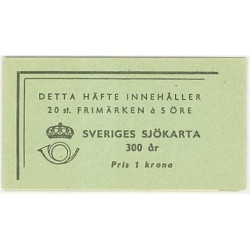 DETTA HÄFTE INNEHÅLLER
20 st. FRIMÄRKEN à 5 ÖRE
SVERIGES SJÖKARTA
300 år
Pris 1 krona